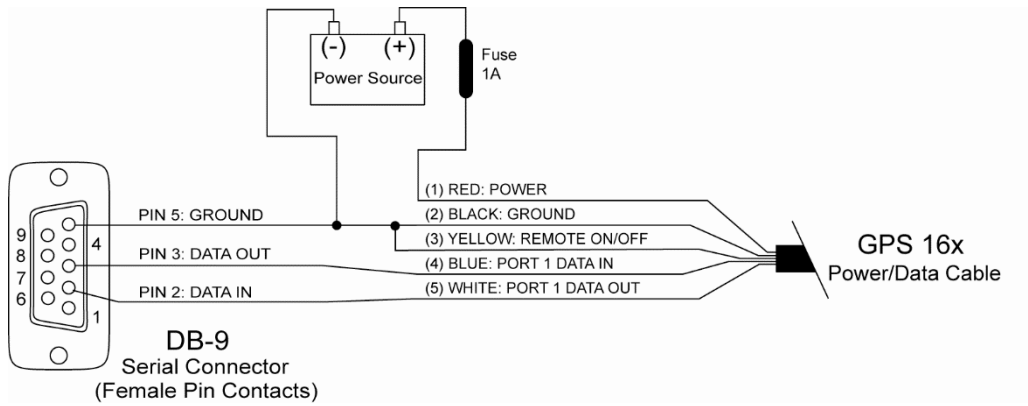 (-)
(+)
Power Source
Fuse
1A
(1) RED: POWER
PIN 5: GROUND
(2) BLACK: GROUND
(3) YELLOW: REMOTE ON/OFF
PIN 3: DATA OUT
(4) BLUE: PORT 1 DATA IN
PIN 2: DATA IN
(5) WHITE: PORT 1 DATA OUT
9
8
7
6
4
1
GPS 16x
Power/Data Cable
DB-9
Serial Connector
(Female Pin Contacts)